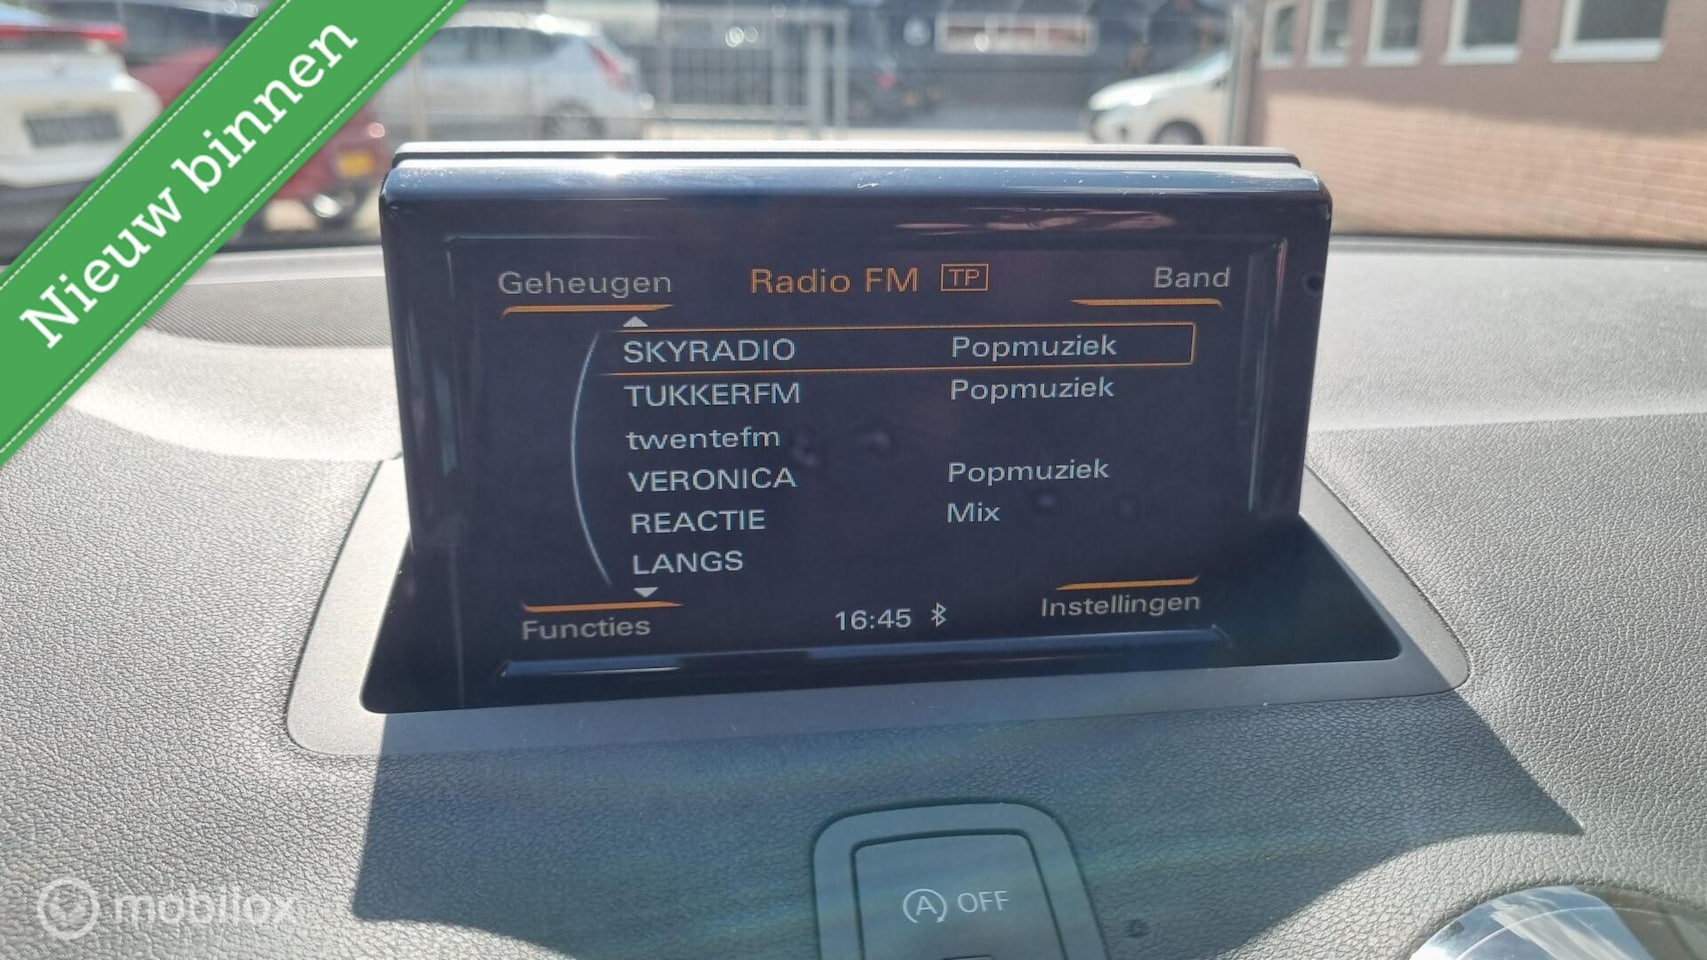 Nieuw binnen
Geheugen Radio FM TP Band
SKYRADIO Popmuziek
TUKKERFM Popmuziek
twentefm
VERONICA Popmuziek
REACTIE Mix
LANGS
Functies 16:45 Instellingen
A OFF
mobilox